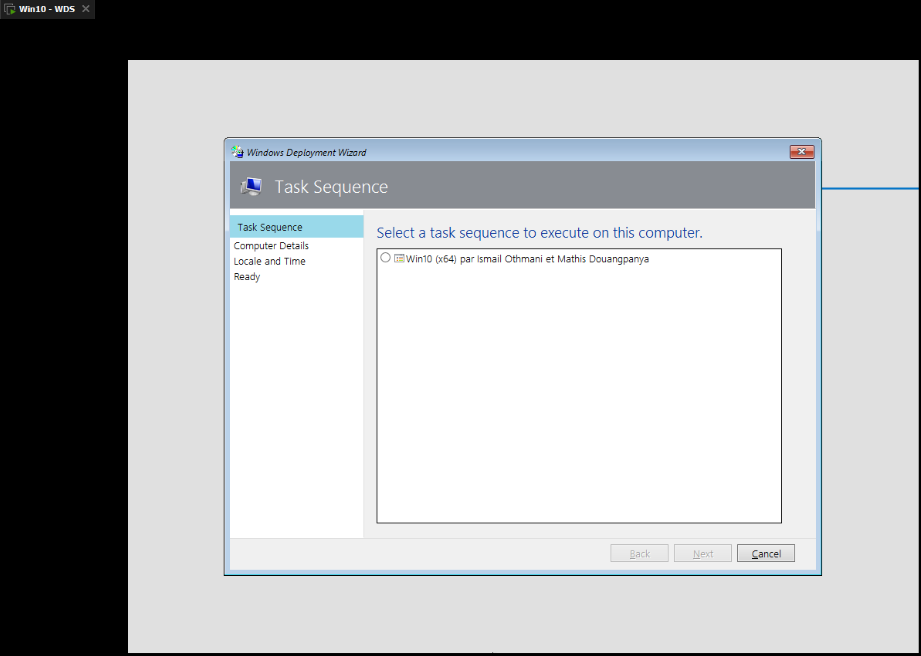 Win10 - WDS
Windows Deployment Wizard
Task Sequence
Task Sequence
Computer Details
Locale and Time
Ready
Select a task sequence to execute on this computer.
Win10 (x64) par Ismail Othmani et Mathis Douangpanya
Back Next Cancel